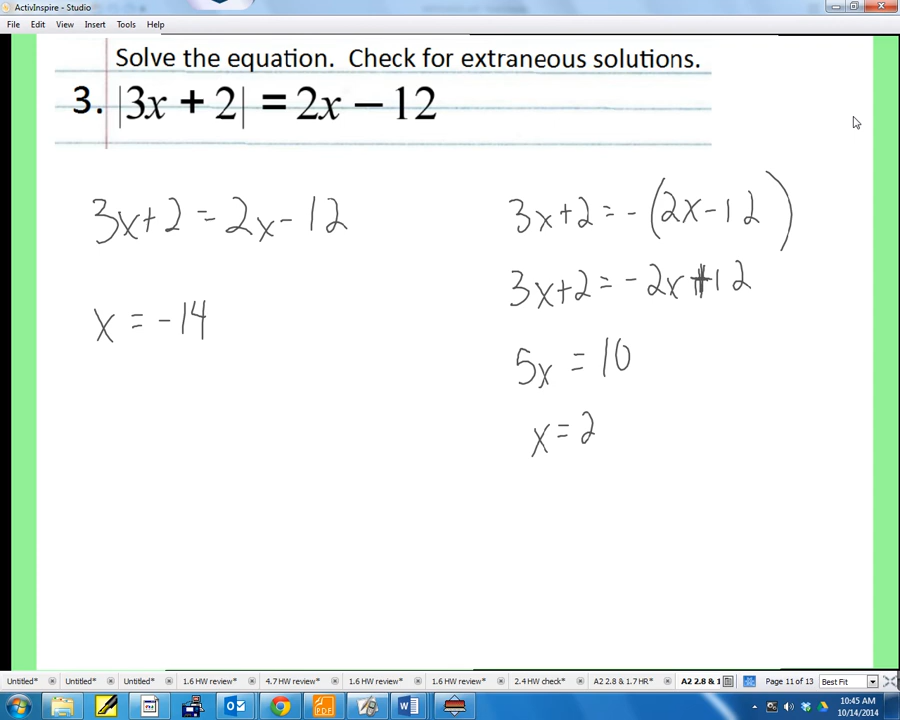 ActivInspire - Studio
File Edit View Insert Tools Help
Solve the equation. Check for extraneous solutions.
3. |3x + 2| = 2x − 12
3x+2 = 2x - 12
x = -14
3x+2 = - (2x - 12)
3x+2 = - 2x + 12
5x = 10
x = 2
Untitled* Untitled* Untitled* 1.6 HW review* 4.7 HW review* 1.6 HW review* 1.6 HW review* 2.4 HW check* A2 2.8 & 1.7 HR* A2 2.8 & 1 Page 11 of 13 Best Fit
10:45 AM
10/14/2014